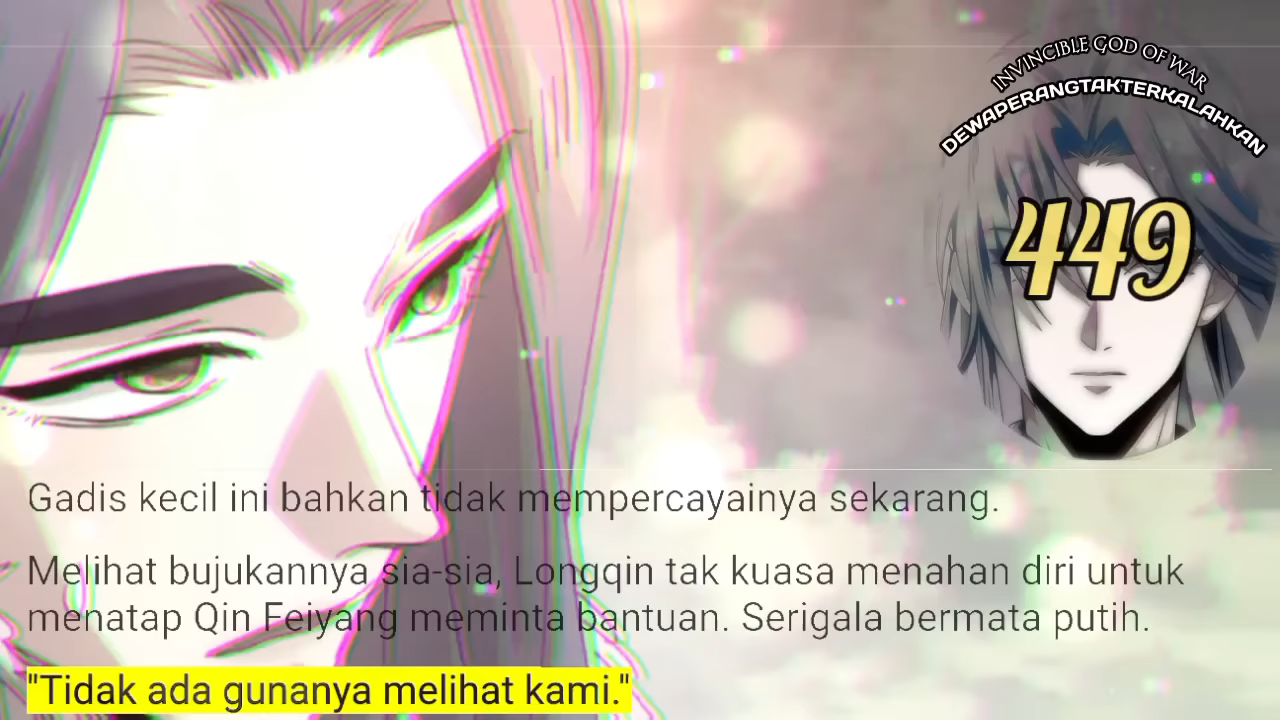 INVINCIBLE GOD OF WAR
DEWAPERANGTAKTERKALAHKAN
449
Gadis kecil ini bahkan tidak mempercayainya sekarang.
Melihat bujukannya sia-sia, Longqin tak kuasa menahan diri untuk
menatap Qin Feiyang meminta bantuan. Serigala bermata putih.
"Tidak ada gunanya melihat kami."